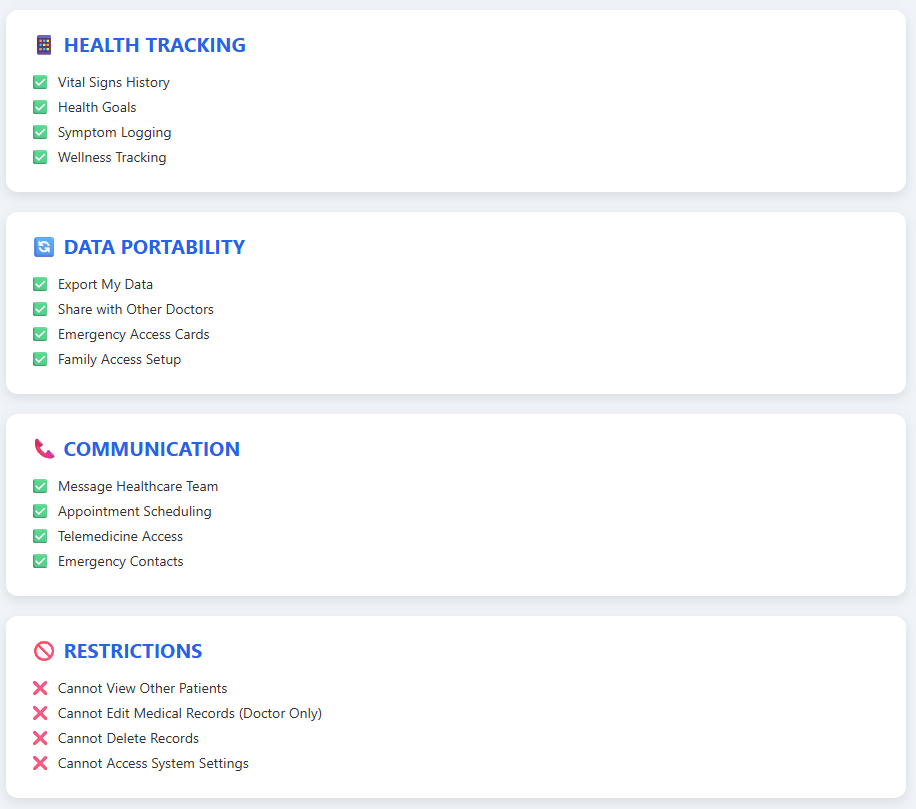 HEALTH TRACKING
Vital Signs History
Health Goals
Symptom Logging
Wellness Tracking
DATA PORTABILITY
Export My Data
Share with Other Doctors
Emergency Access Cards
Family Access Setup
COMMUNICATION
Message Healthcare Team
Appointment Scheduling
Telemedicine Access
Emergency Contacts
RESTRICTIONS
Cannot View Other Patients
Cannot Edit Medical Records (Doctor Only)
Cannot Delete Records
Cannot Access System Settings